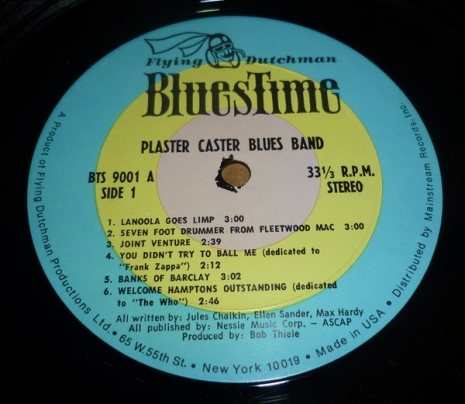 Flying Dutchman
BluesTime
PLASTER CASTER BLUES BAND
BTS 9001 A
SIDE 1
33⅓ R.P.M.
STEREO
1. LANOOLA GOES LIMP 3:00
2. SEVEN FOOT DRUMMER FROM FLEETWOOD MAC 3:00
3. JOINT VENTURE 2:39
4. YOU DIDN'T TRY TO BALL ME (dedicated to
"Frank Zappa") 2:12
5. BANKS OF BARCLAY 3:02
6. WELCOME HAMPTONS OUTSTANDING (dedicated
to "The Who") 2:46
All written by: Jules Chaikin, Ellen Sander, Max Hardy
All published by: Nessie Music Corp. – ASCAP
Produced by: Bob Thiele
A Product of Flying Dutchman Productions Ltd. • 65 W. 55th St. • New York 10019 • Made in USA • Distributed by Mainstream Records, Inc.